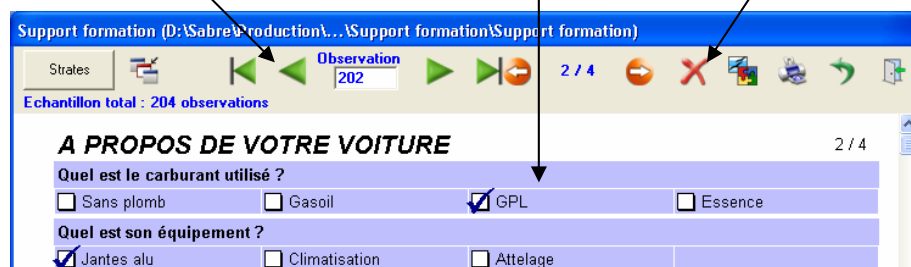 Support formation (D:\Sabre\Production\...\Support formation\Support formation)
Strates
Observation
202
2 / 4
Echantillon total : 204 observations
A PROPOS DE VOTRE VOITURE
2 / 4
Quel est le carburant utilisé ?
Sans plomb Gasoil GPL Essence
Quel est son équipement ?
Jantes alu Climatisation Attelage